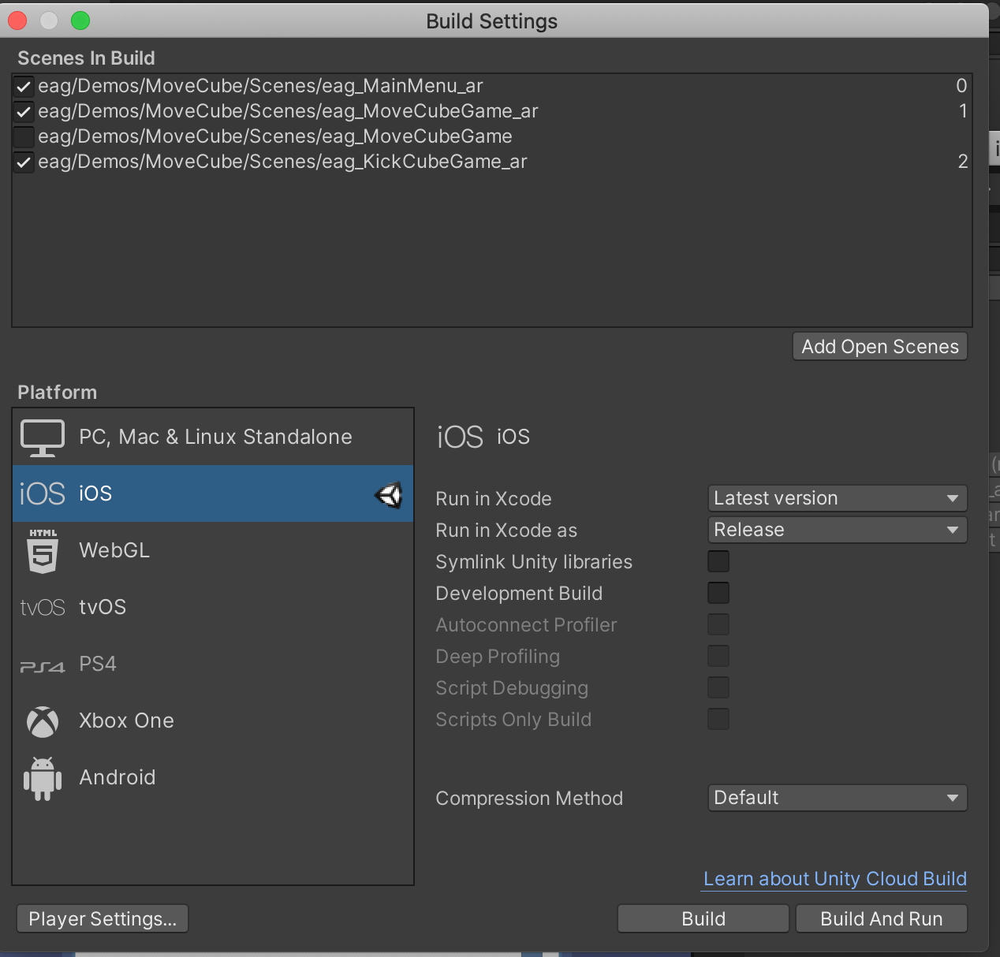 Build Settings
Scenes In Build
eag/Demos/MoveCube/Scenes/eag_MainMenu_ar 0
eag/Demos/MoveCube/Scenes/eag_MoveCubeGame_ar 1
eag/Demos/MoveCube/Scenes/eag_MoveCubeGame
eag/Demos/MoveCube/Scenes/eag_KickCubeGame_ar 2
Add Open Scenes
Platform
PC, Mac & Linux Standalone
iOS iOS
HTML 5 WebGL
tvOS tvOS
PS4 PS4
Xbox One
Android
iOS iOS
Run in Xcode Latest version
Run in Xcode as Release
Symlink Unity libraries
Development Build
Autoconnect Profiler
Deep Profiling
Script Debugging
Scripts Only Build
Compression Method Default
Learn about Unity Cloud Build
Player Settings...
Build
Build And Run